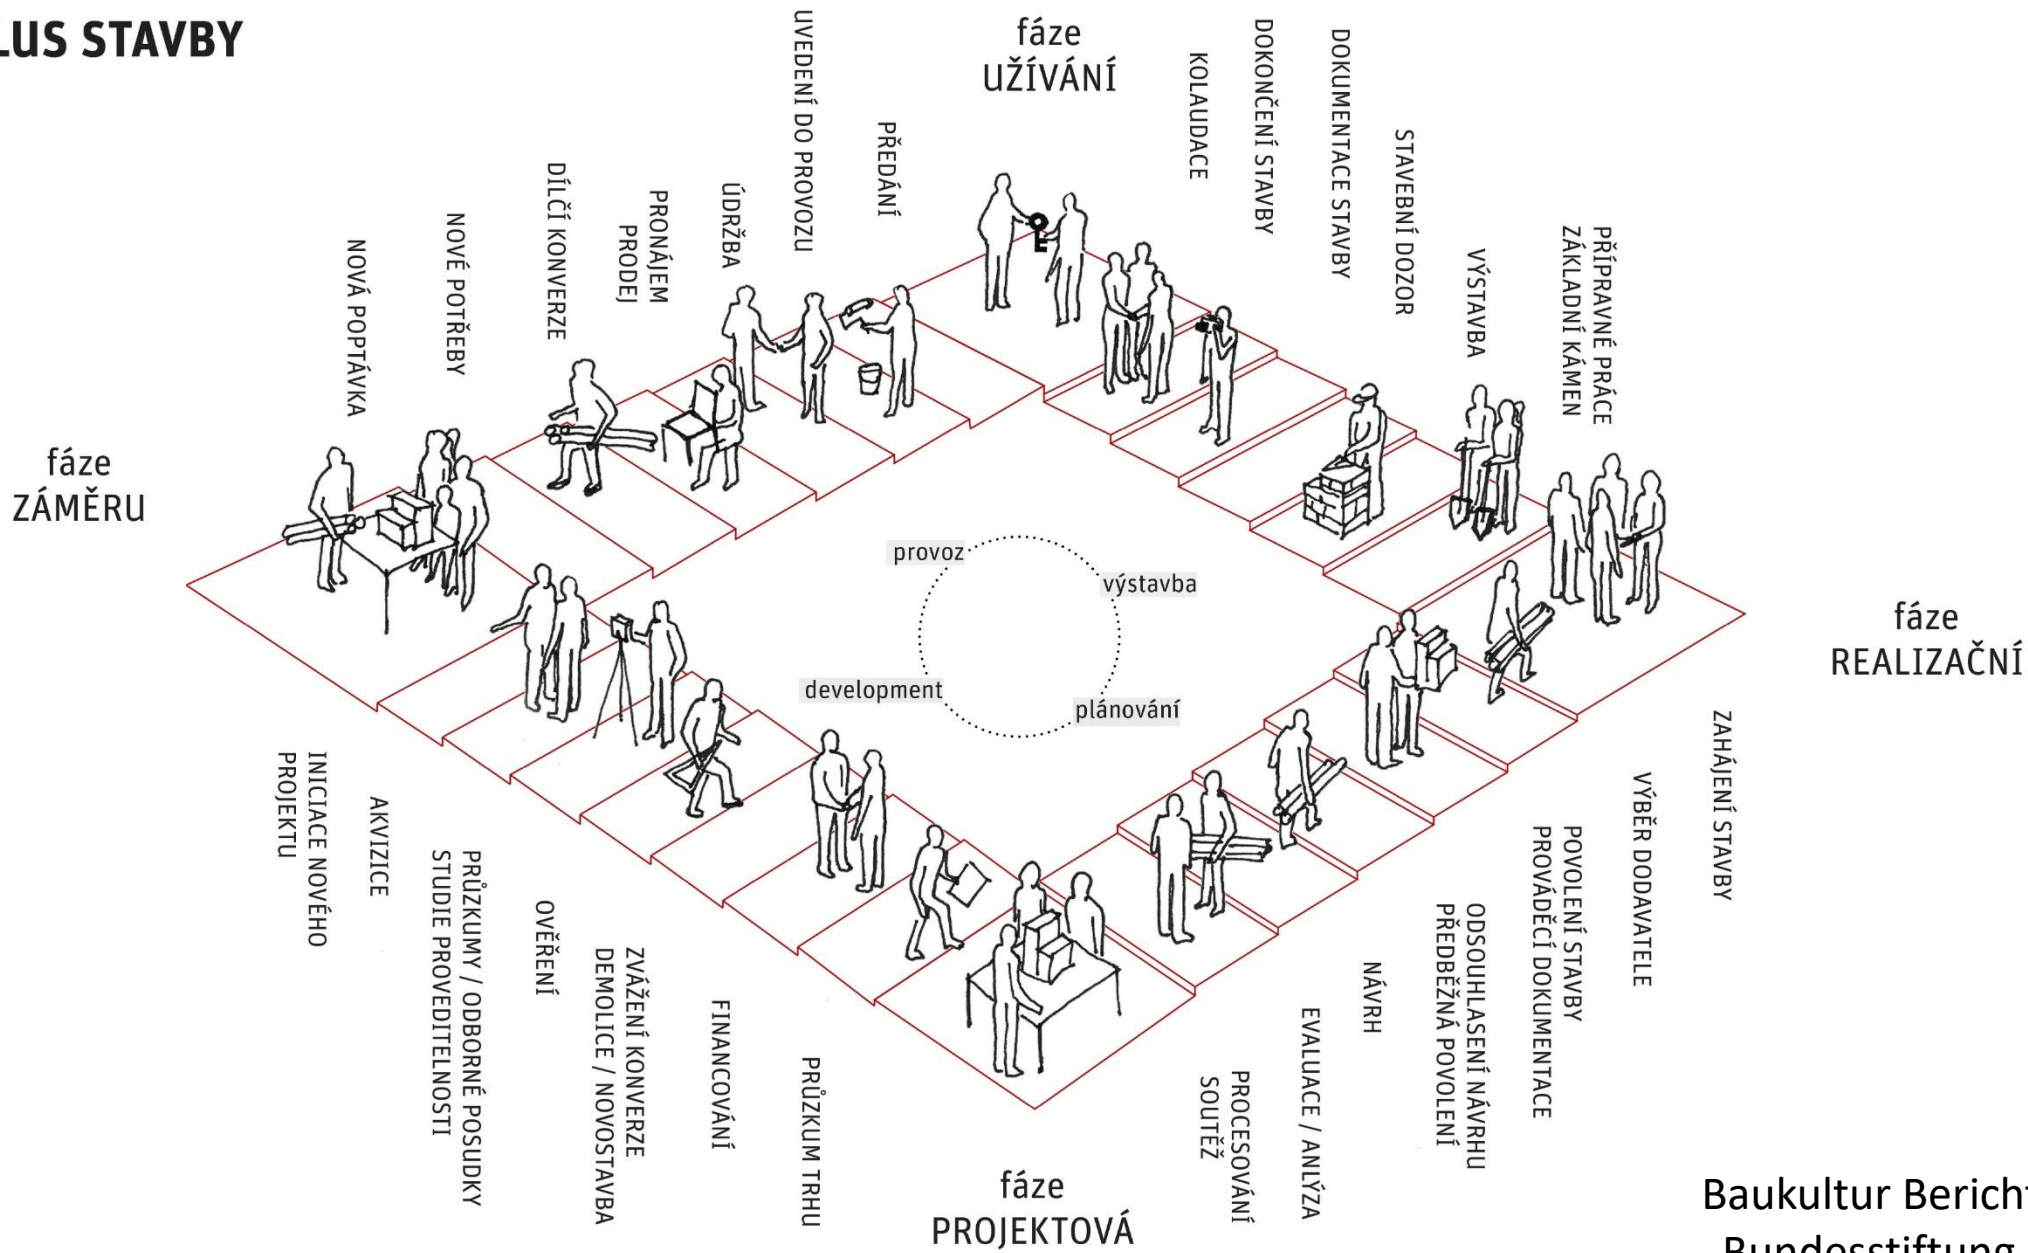 LUS STAVBY
fáze
UŽÍVÁNÍ
UVEDENÍ DO PROVOZU
PŘEDÁNÍ
KOLAUDACE
DOKONČENÍ STAVBY
DOKUMENTACE STAVBY
STAVEBNÍ DOZOR
VÝSTAVBA
PŘÍPRAVNÉ PRÁCE
ZÁKLADNÍ KÁMEN
NOVÁ POPTÁVKA
NOVÉ POTŘEBY
DÍLČÍ KONVERZE
PRONÁJEM
PRODEJ
ÚDRŽBA
fáze
ZÁMĚRU
provoz
výstavba
development
plánování
fáze
REALIZAČNÍ
INICIACE NOVÉHO
PROJEKTU
AKVIZICE
PRŮZKUMY / ODBORNÉ POSUDKY
STUDIE PROVEDITELNOSTI
OVĚŘENÍ
ZVÁŽENÍ KONVERZE
DEMOLICE / NOVOSTAVBA
FINANCOVÁNÍ
PRŮZKUM TRHU
PROCESOVÁNÍ
SOUTĚŽ
EVALUACE / ANLÝZA
NÁVRH
ODSOUHLASENÍ NÁVRHU
PŘEDBĚŽNÁ POVOLENÍ
POVOLENÍ STAVBY
PROVÁDĚCÍ DOKUMENTACE
VÝBĚR DODAVATELE
ZAHÁJENÍ STAVBY
fáze
PROJEKTOVÁ
Baukultur Bericht
Bundesstiftung